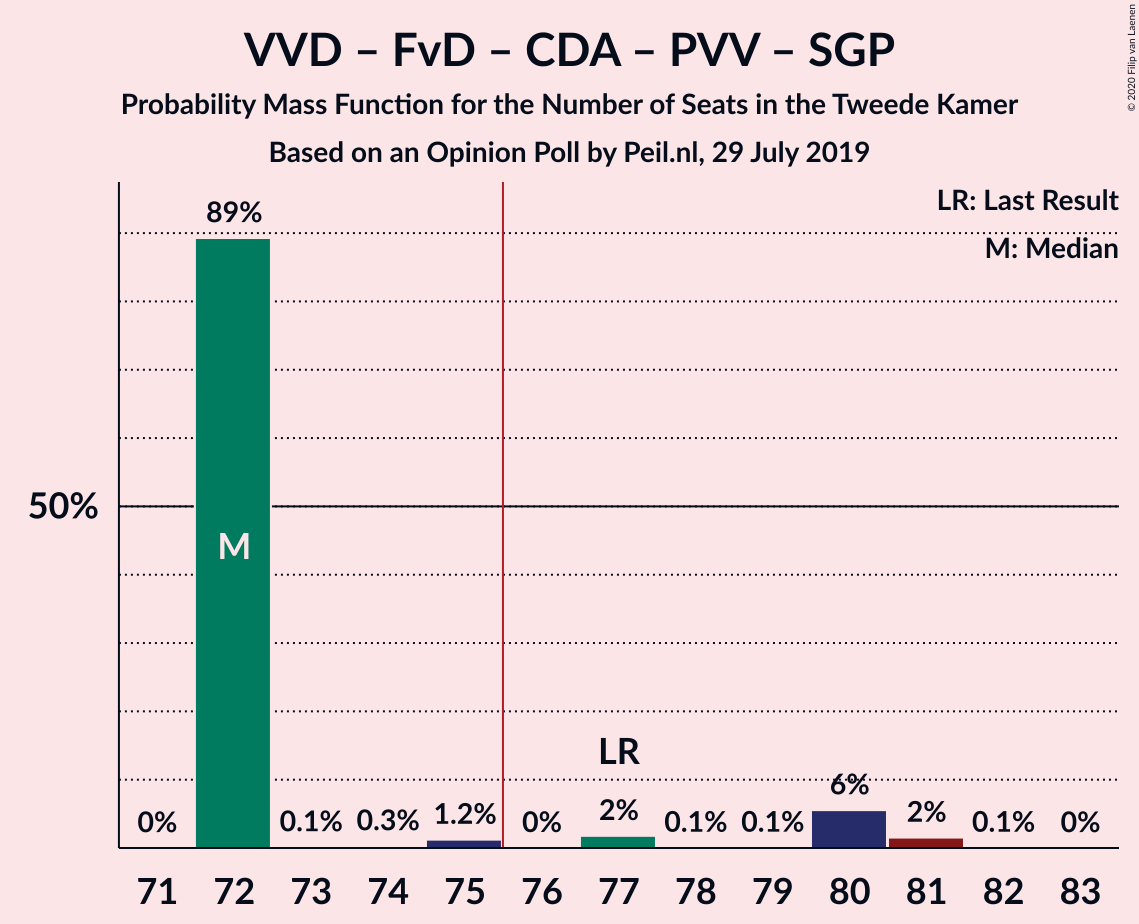 VVD – FvD – CDA – PVV – SGP
Probability Mass Function for the Number of Seats in the Tweede Kamer
Based on an Opinion Poll by Peil.nl, 29 July 2019
© 2020 Filip van Laenen
LR: Last Result
M: Median
89%
50%
M
LR
0% 0.1% 0.3% 1.2% 0% 2% 0.1% 0.1% 6% 2% 0.1% 0%
71 72 73 74 75 76 77 78 79 80 81 82 83